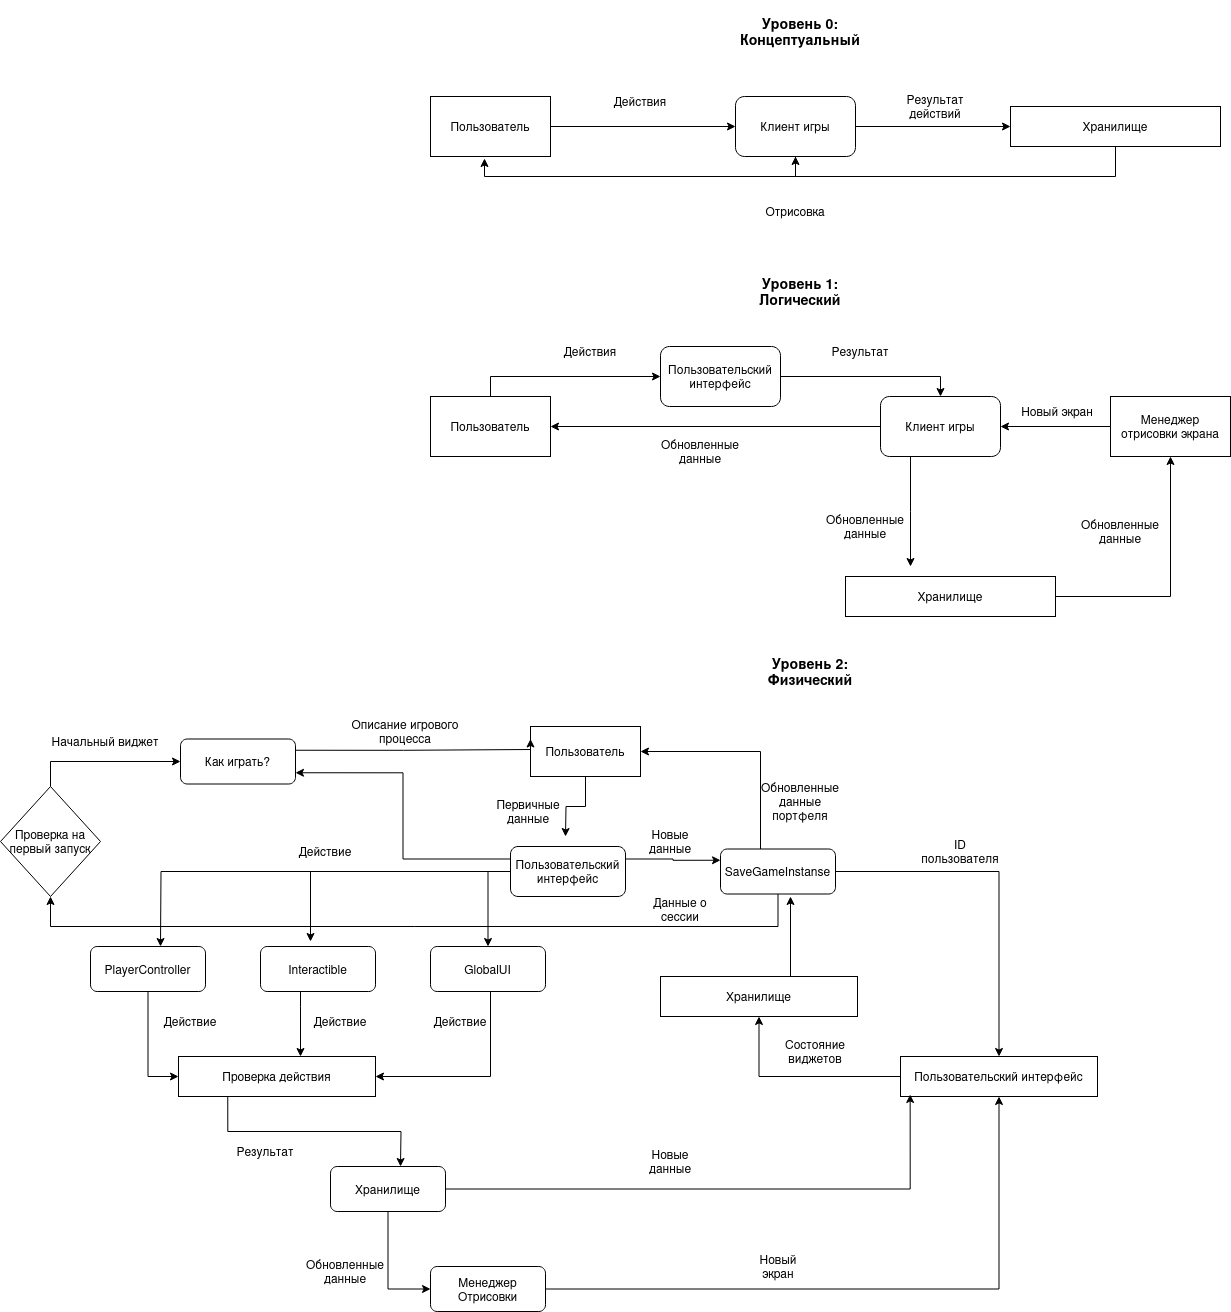 Уровень 0:
Концептуальный
Пользователь
Действия
Клиент игры
Результат
действий
Хранилище
Отрисовка
Уровень 1:
Логический
Действия
Пользовательский
интерфейс
Результат
Пользователь
Обновленные
данные
Клиент игры
Новый экран
Менеджер
отрисовки экрана
Обновленные
данные
Обновленные
данные
Хранилище
Уровень 2:
Физический
Начальный виджет
Как играть?
Описание игрового
процесса
Пользователь
Обновленные
данные
портфеля
Первичные
данные
Проверка на
первый запуск
Действие
Пользовательский
интерфейс
Новые
данные
SaveGameInstanse
ID
пользователя
Данные о
сессии
PlayerController
Interactible
GlobalUI
Хранилище
Действие
Действие
Действие
Состояние
виджетов
Проверка действия
Пользовательский интерфейс
Результат
Новые
данные
Хранилище
Обновленные
данные
Менеджер
Отрисовки
Новый
экран